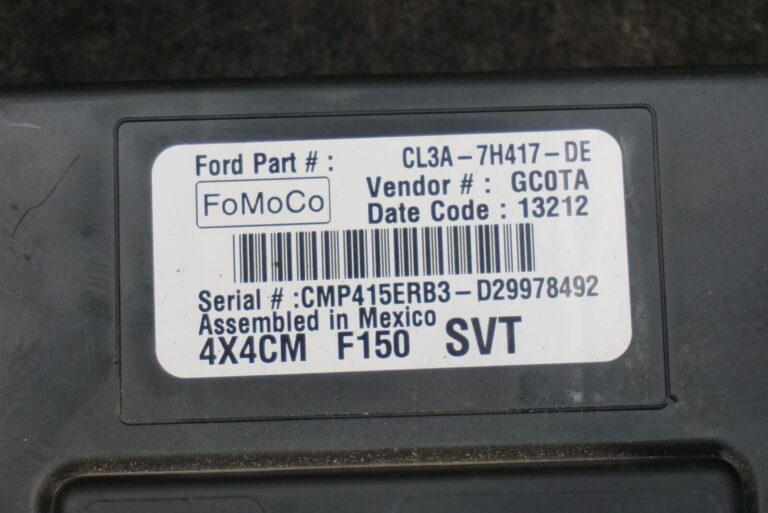 Ford Part # : CL3A-7H417-DE
FoMoCo
Vendor # : GC0TA
Date Code : 13212
Serial # :CMP415ERB3-D29978492
Assembled in Mexico
4X4CM F150 SVT